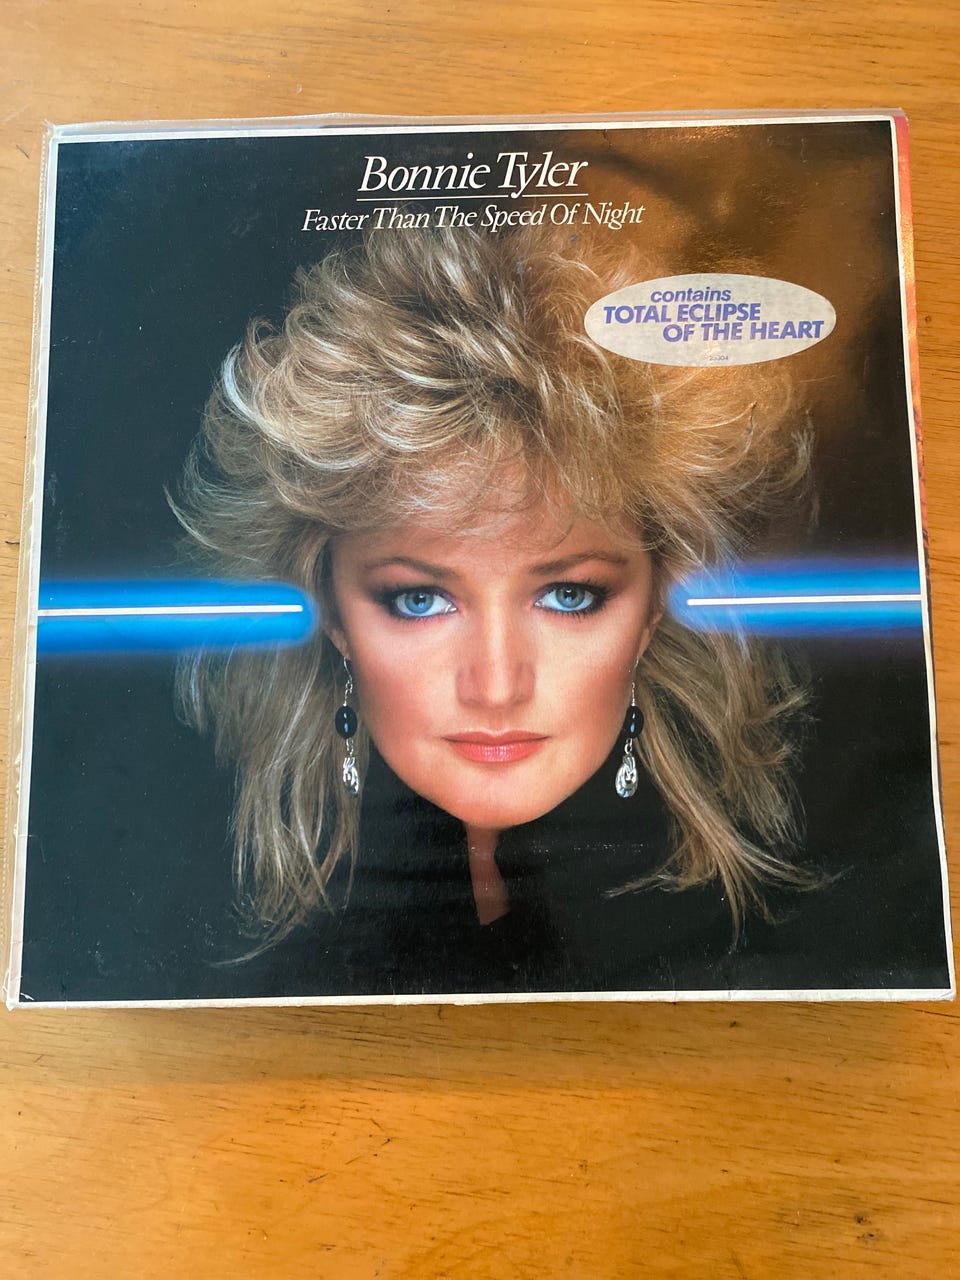 Bonnie Tyler
Faster Than The Speed Of Night
contains
TOTAL ECLIPSE
OF THE HEART